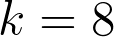 k = 8